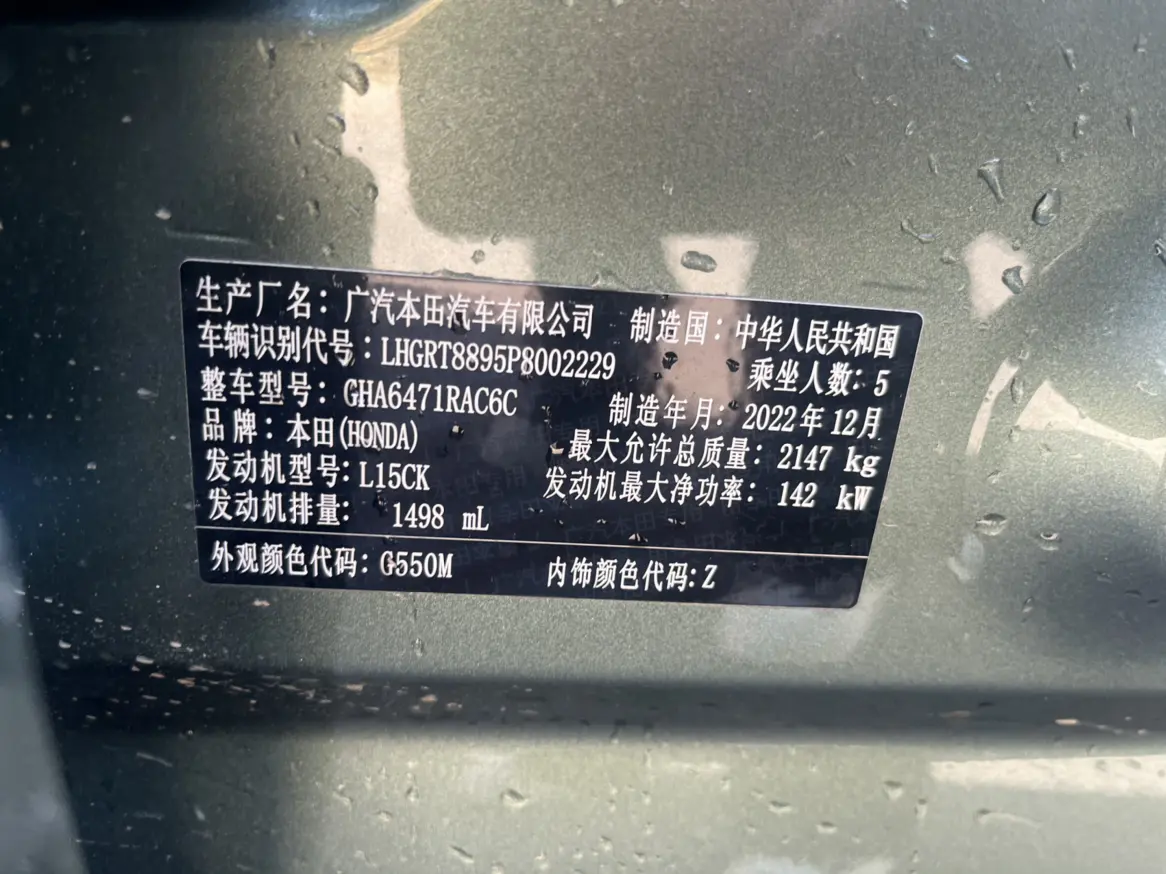 生产厂名：广汽本田汽车有限公司 制造国：中华人民共和国
车辆识别代号：LHGRT8895P8002229 乘坐人数：5
整车型号：GHA6471RAC6C 制造年月：2022年12月
品牌：本田(HONDA) 最大允许总质量：2147 kg
发动机型号：L15CK 发动机最大净功率：142 kW
发动机排量： 1498 mL
外观颜色代码：G550M 内饰颜色代码：Z